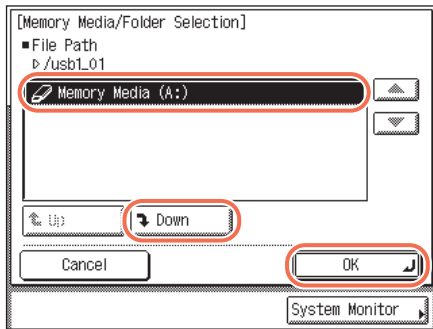 [Memory Media/Folder Selection]
■File Path
▷/usb1_01
Memory Media (A:)
Up
Down
Cancel
OK
System Monitor